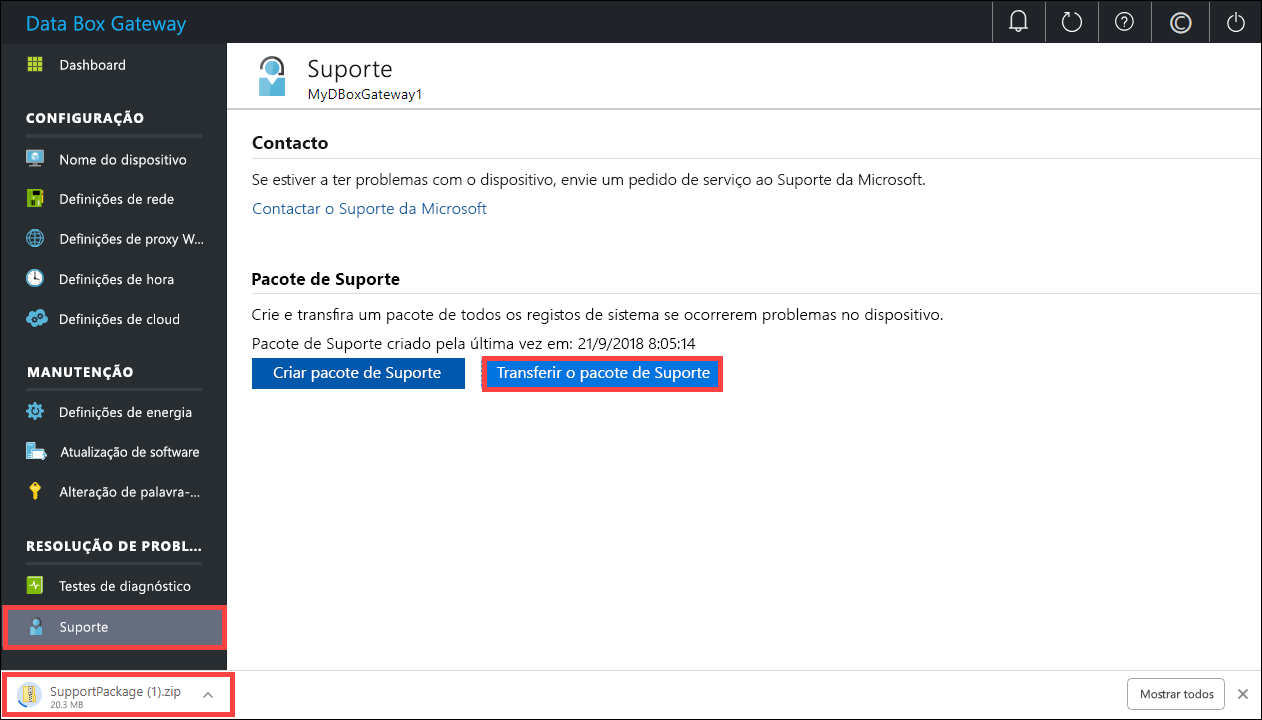 Data Box Gateway
Dashboard
CONFIGURAÇÃO
Nome do dispositivo
Definições de rede
Definições de proxy W...
Definições de hora
Definições de cloud
MANUTENÇÃO
Definições de energia
Atualização de software
Alteração de palavra-...
RESOLUÇÃO DE PROBL...
Testes de diagnóstico
Suporte
Suporte
MyDBoxGateway1
Contacto
Se estiver a ter problemas com o dispositivo, envie um pedido de serviço ao Suporte da Microsoft.
Contactar o Suporte da Microsoft
Pacote de Suporte
Crie e transfira um pacote de todos os registos de sistema se ocorrerem problemas no dispositivo.
Pacote de Suporte criado pela última vez em: 21/9/2018 8:05:14
Criar pacote de Suporte
Transferir o pacote de Suporte
SupportPackage (1).zip
20.3 MB
Mostrar todos